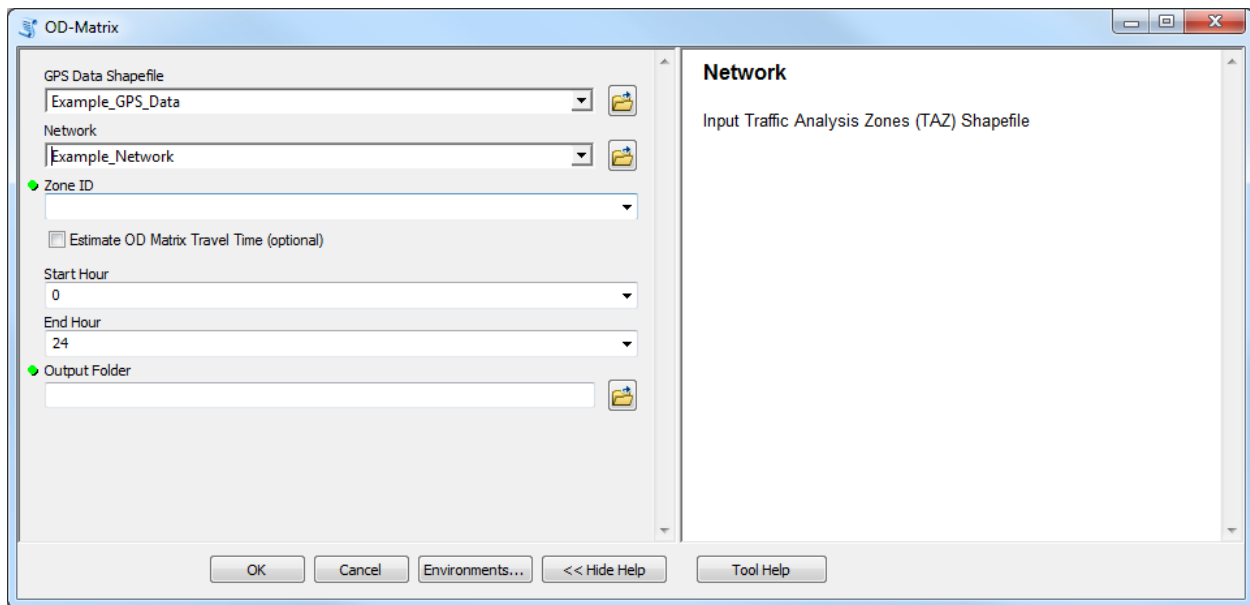 OD-Matrix
GPS Data Shapefile
Example_GPS_Data
Network
Example_Network
Zone ID
Estimate OD Matrix Travel Time (optional)
Start Hour
0
End Hour
24
Output Folder
Network
Input Traffic Analysis Zones (TAZ) Shapefile
OK
Cancel
Environments...
<< Hide Help
Tool Help